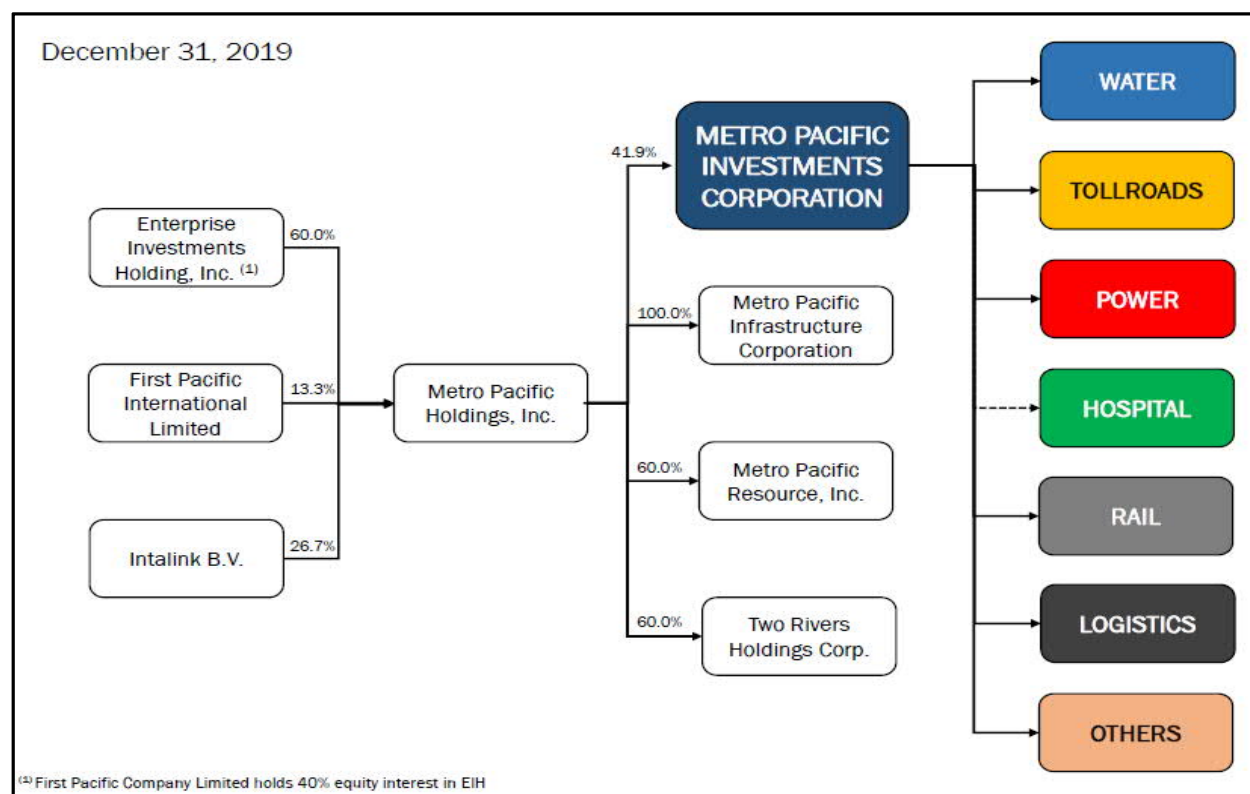 December 31, 2019
Enterprise
Investments
Holding, Inc. (1)
60.0%
First Pacific
International
Limited
13.3%
Intalink B.V.
26.7%
Metro Pacific
Holdings, Inc.
41.9%
METRO PACIFIC
INVESTMENTS
CORPORATION
100.0%
Metro Pacific
Infrastructure
Corporation
60.0%
Metro Pacific
Resource, Inc.
60.0%
Two Rivers
Holdings Corp.
WATER
TOLLROADS
POWER
HOSPITAL
RAIL
LOGISTICS
OTHERS
(1) First Pacific Company Limited holds 40% equity interest in EIH